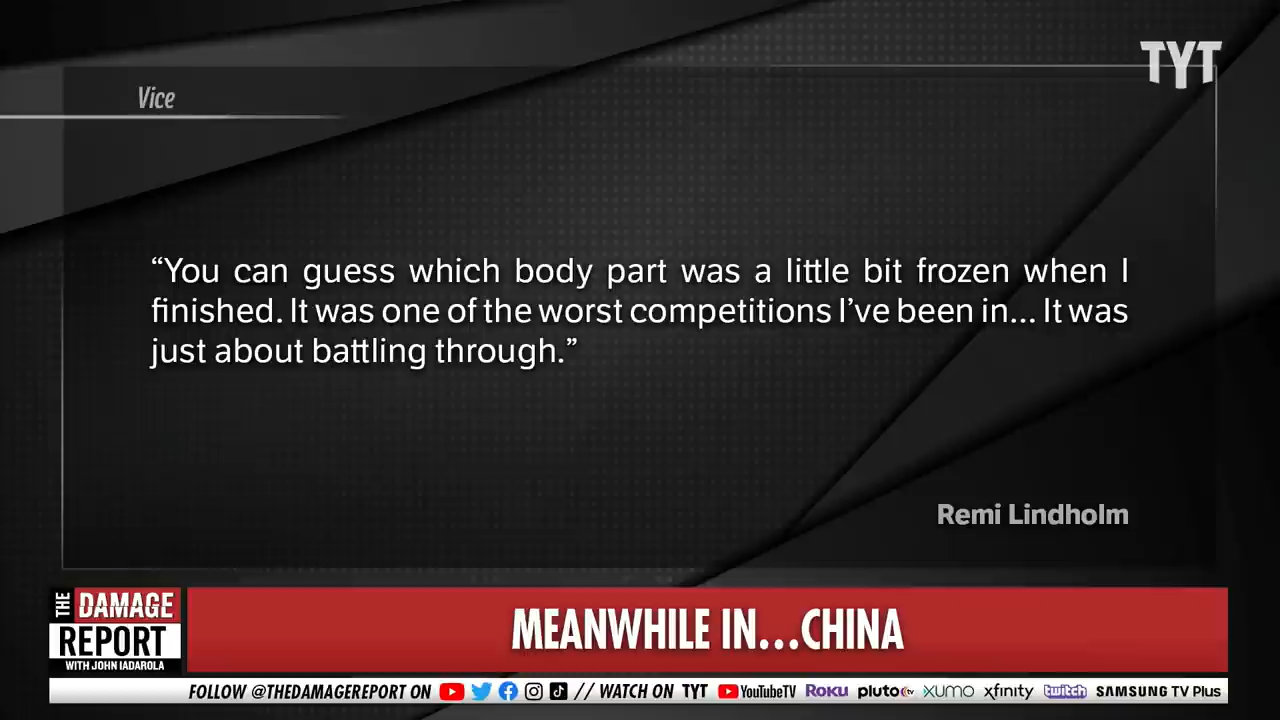 TYT
Vice
“You can guess which body part was a little bit frozen when I
finished. It was one of the worst competitions I’ve been in... It was
just about battling through.”
Remi Lindholm
THE DAMAGE
REPORT
WITH JOHN IADAROLA
MEANWHILE IN...CHINA
FOLLOW @THEDAMAGEREPORT ON // WATCH ON TYT YouTubeTV Roku pluto tv XUMO xfinity twitch SAMSUNG TV Plus